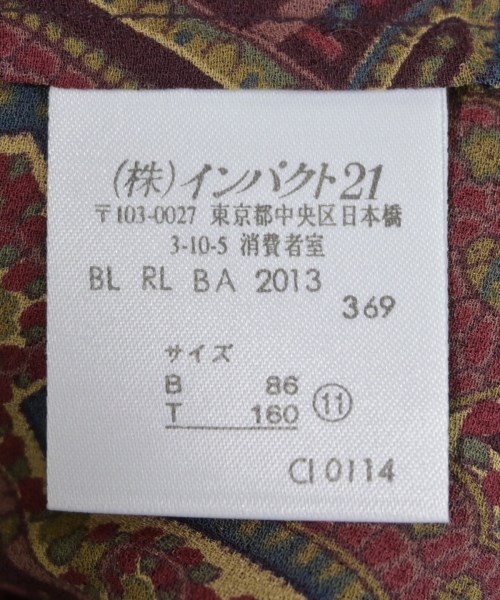 (株)インパクト21
〒103-0027 東京都中央区日本橋
3-10-5 消費者室
BL RL BA 2013
369
サイズ
B 86
T 160 ⑪
CI 0114